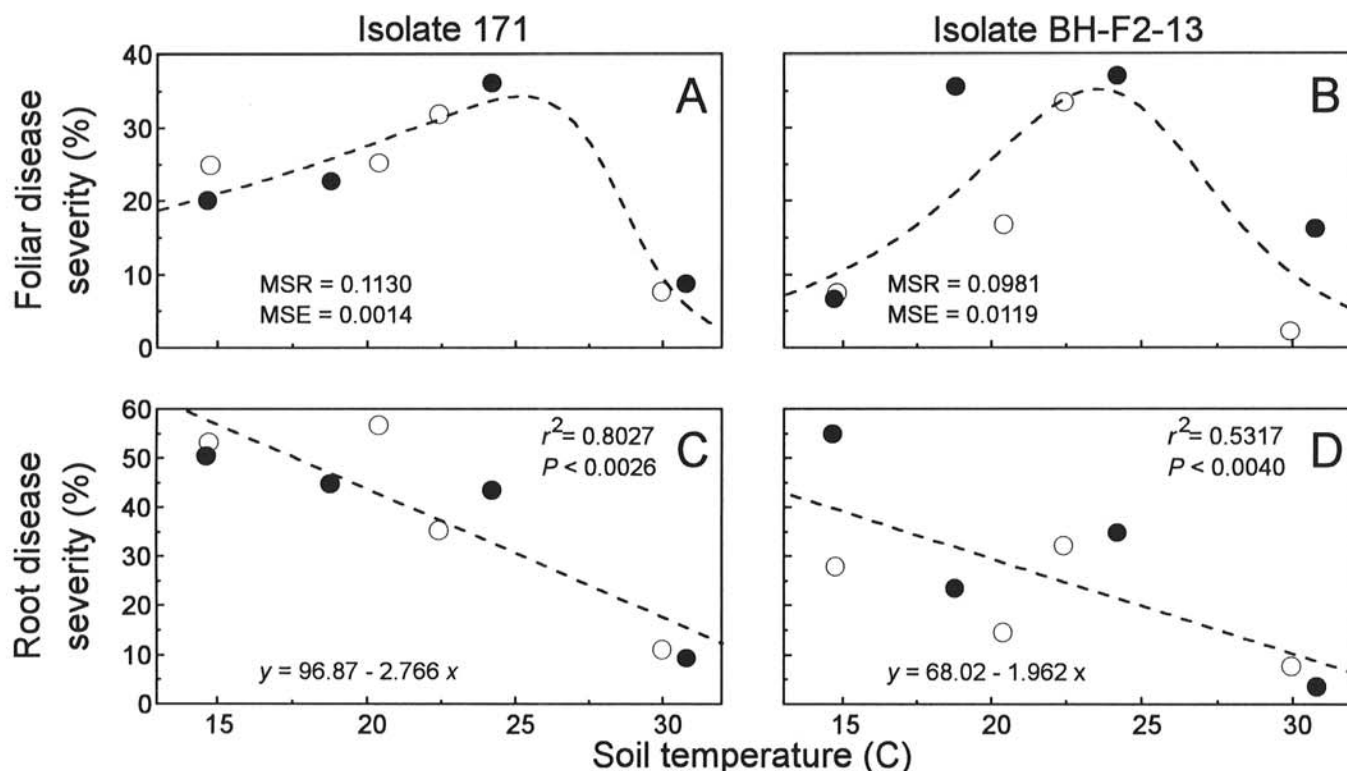 Isolate 171
Isolate BH-F2-13
Foliar disease
severity (%)
40
30
20
10
0
A
MSR = 0.1130
MSE = 0.0014
B
MSR = 0.0981
MSE = 0.0119
Root disease
severity (%)
60
50
40
30
20
10
0
r² = 0.8027
P < 0.0026
C
y = 96.87 - 2.766 x
r² = 0.5317
P < 0.0040
D
y = 68.02 - 1.962 x
15 20 25 30
15 20 25 30
Soil temperature (C)